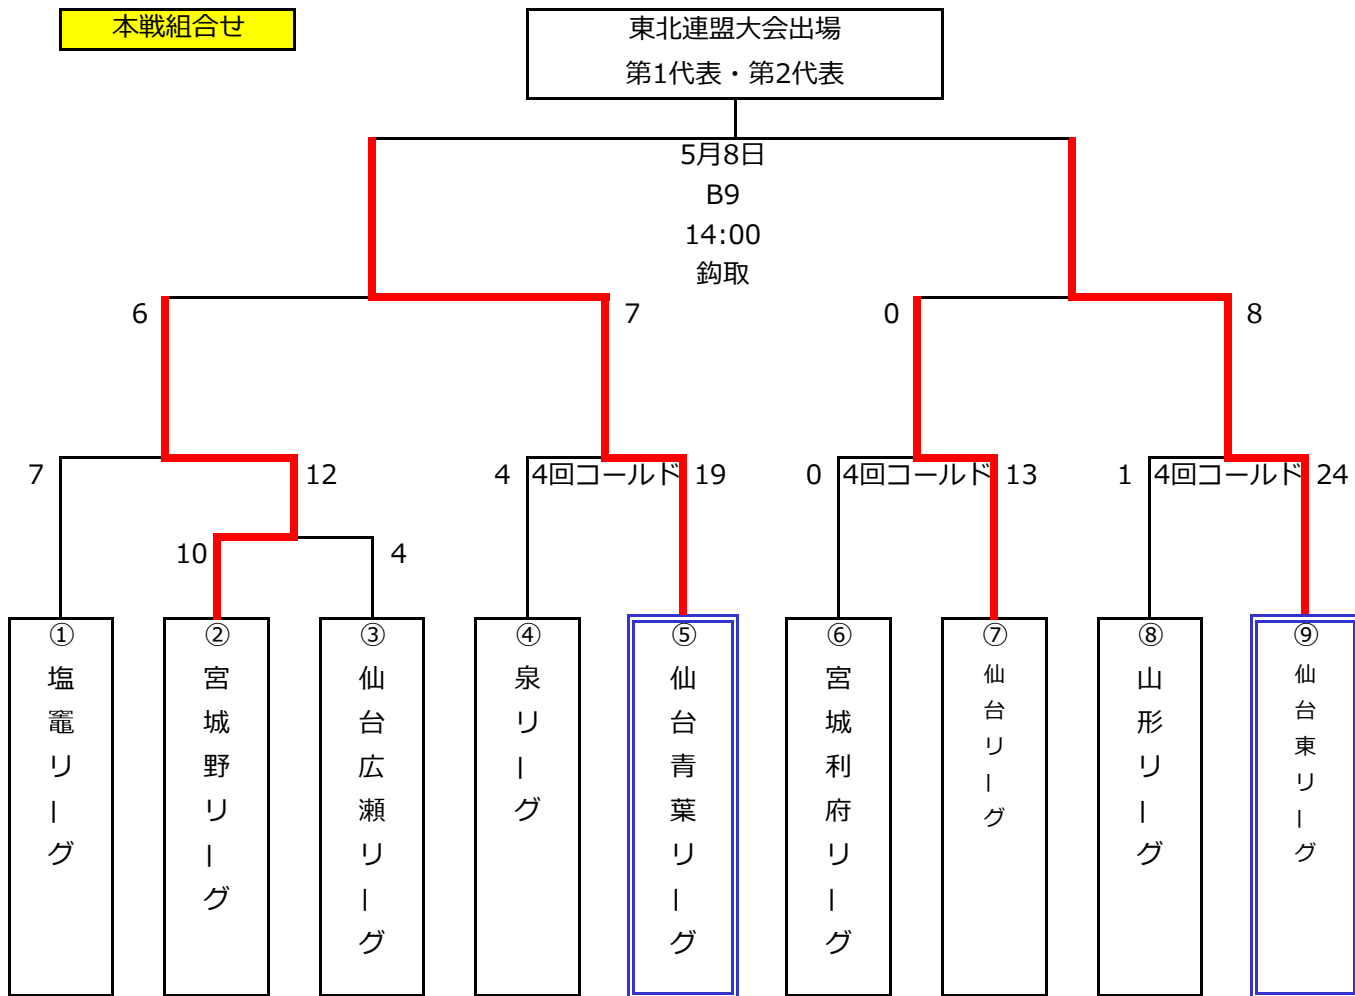 本戦組合せ
東北連盟大会出場
第1代表・第2代表
5月8日
B9
14:00
鈎取
6
7
0
8
7
12
4
4回コールド
19
0
4回コールド
13
1
4回コールド
24
10
4
①塩竈リーグ
②宮城野リーグ
③仙台広瀬リーグ
④泉リーグ
⑤仙台青葉リーグ
⑥宮城利府リーグ
⑦仙台リーグ
⑧山形リーグ
⑨仙台東リーグ